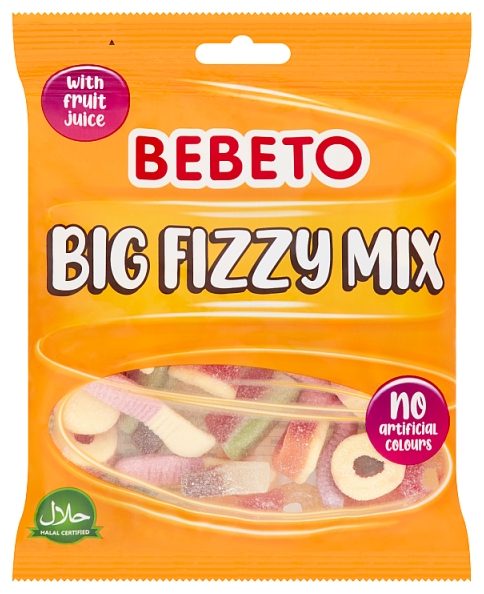 with
fruit
juice
BEBETO
BIG FIZZY MIX
no
artificial
colours
حلال
HALAL CERTIFIED